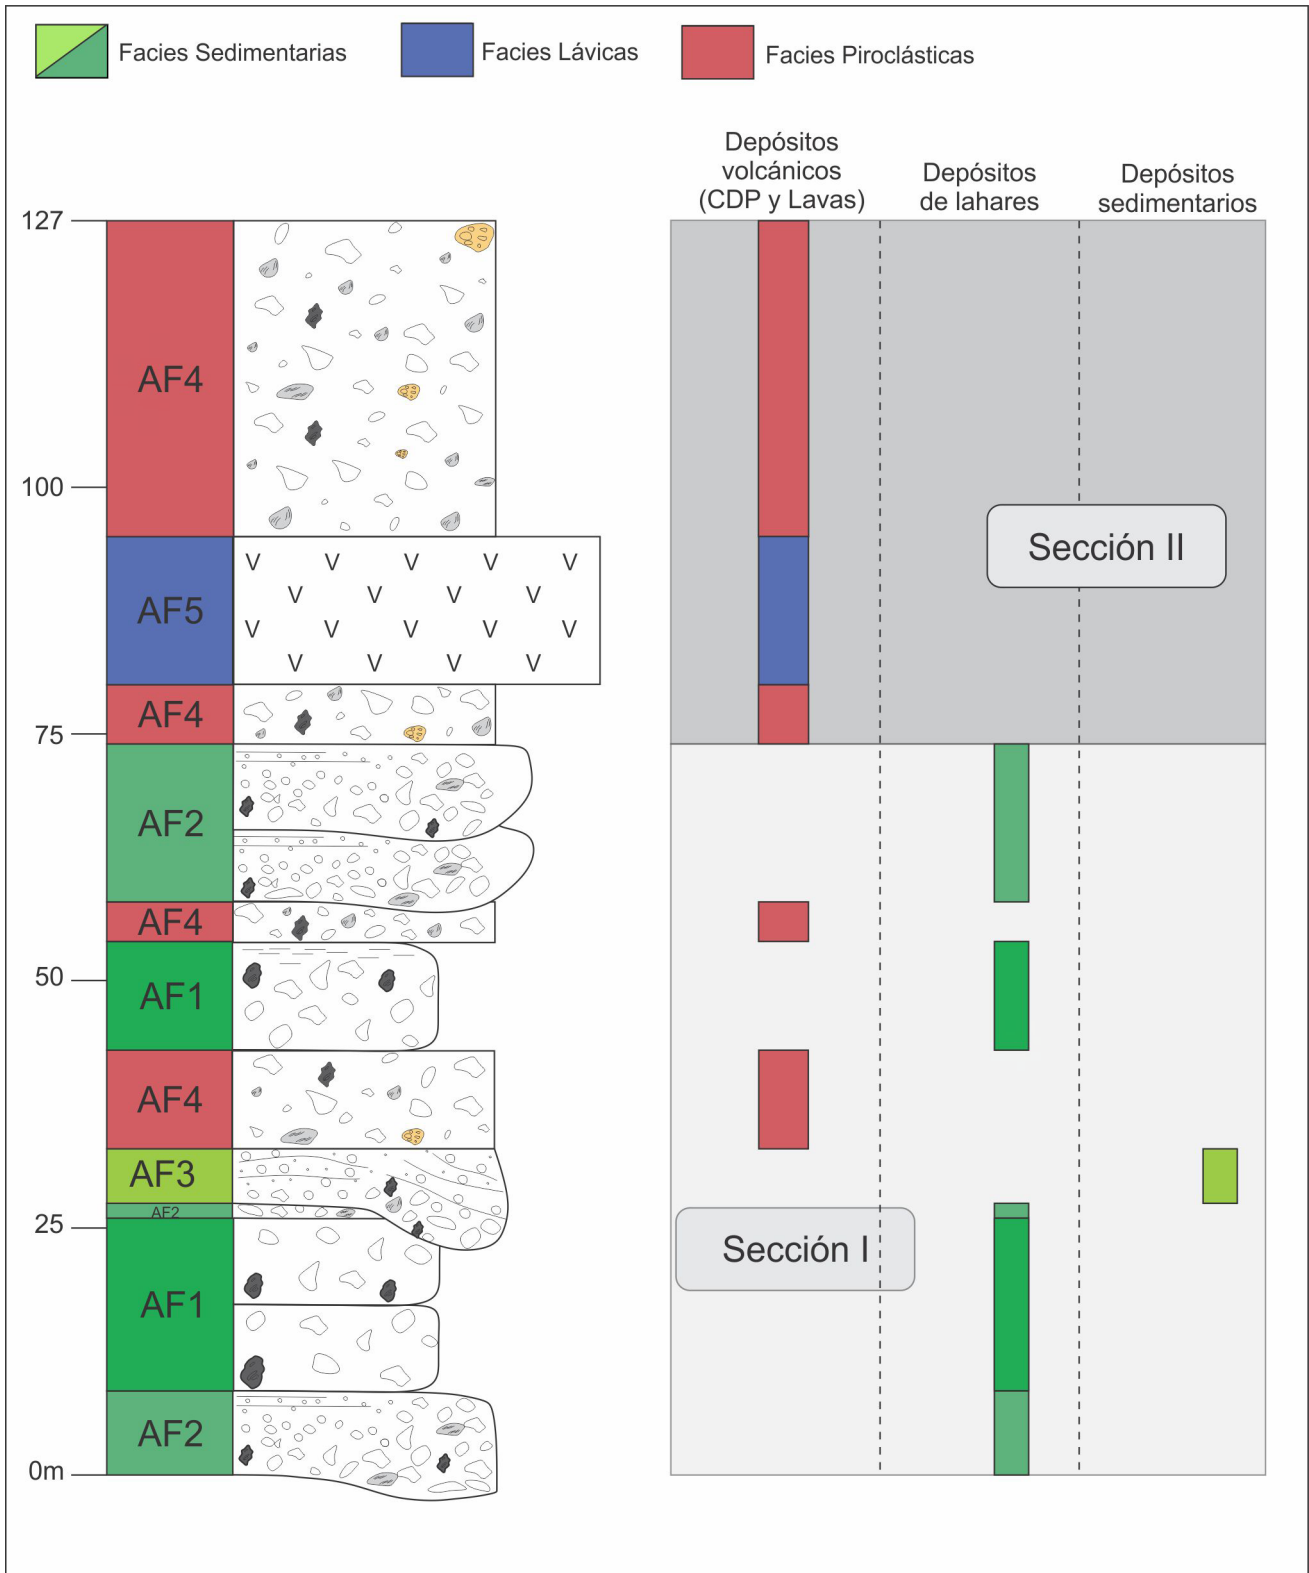 Facies Sedimentarias
Facies Lávicas
Facies Piroclásticas
Depósitos
volcánicos
(CDP y Lavas)
Depósitos
de lahares
Depósitos
sedimentarios
127
AF4
100
Sección II
V V V V V
V V V V
AF5
V V V V V
V V V V
AF4
75
AF2
AF4
50
AF1
AF4
AF3
AF2
25
Sección I
AF1
AF2
0m